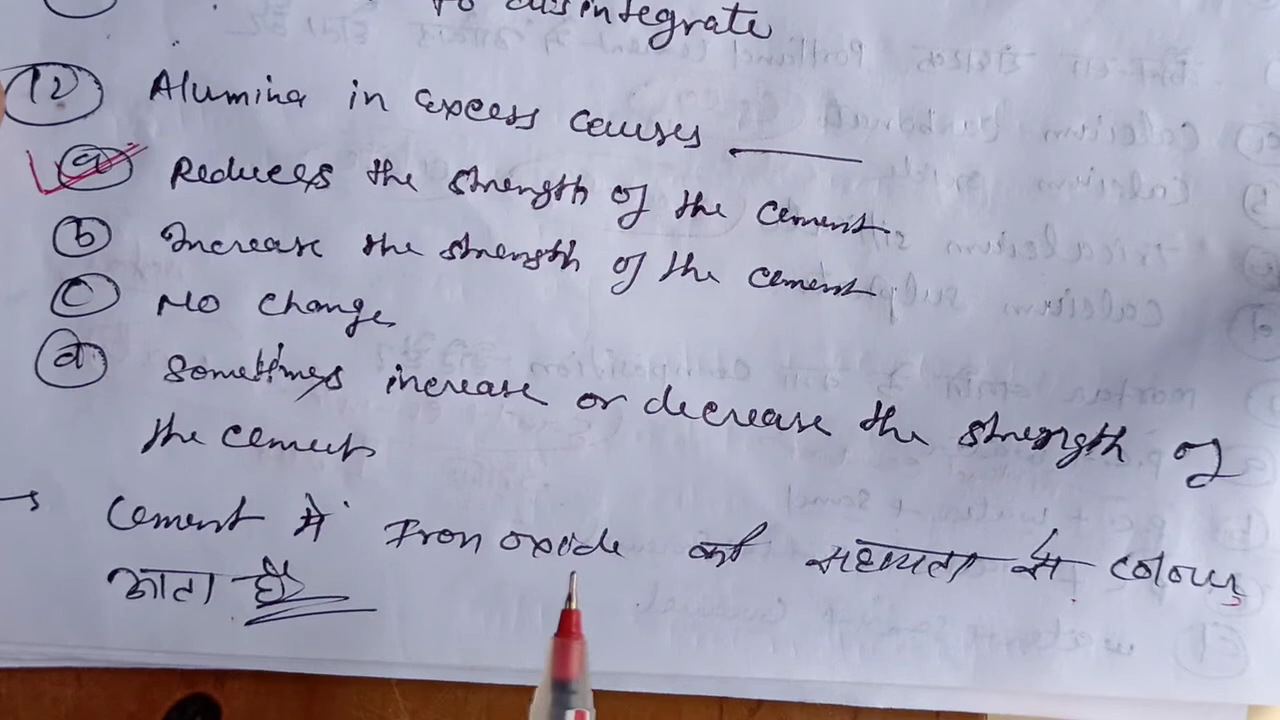 to disintegrate
(12) Alumina in excess causes ______
(a) Reduces the strength of the cement.
(b) Increase the strength of the cement
(c) No change
(d) Sometimes increase or decrease the strength of
the cement
→ Cement में Iron oxide की सहायता से colour
आता है